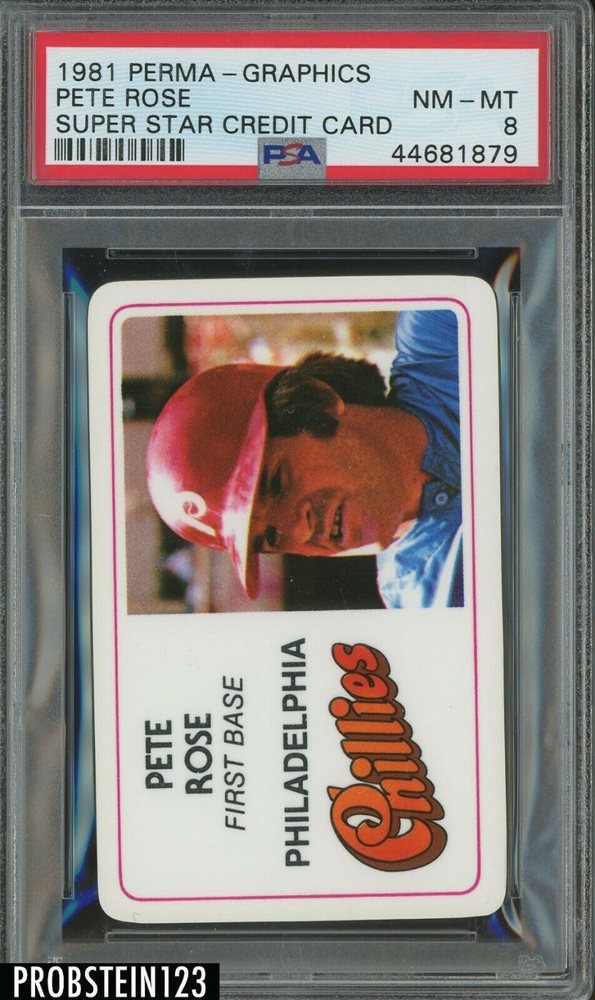 1981 PERMA-GRAPHICS
PETE ROSE NM-MT
SUPER STAR CREDIT CARD 8
PSA 44681879
P
PETE
ROSE
FIRST BASE
PHILADELPHIA
Phillies
PROBSTEIN123